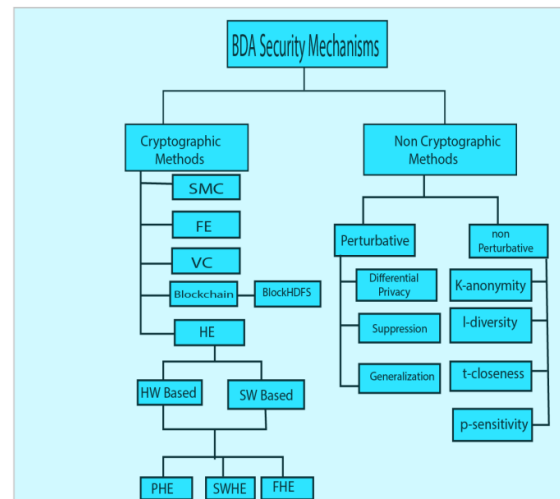 BDA Security Mechanisms
Cryptographic
Methods
SMC
FE
VC
Blockchain
BlockHDFS
HE
HW Based
SW Based
PHE
SWHE
FHE
Non Cryptographic
Methods
Perturbative
Differential
Privacy
Suppression
Generalization
non
Perturbative
K-anonymity
l-diversity
t-closeness
p-sensitivity